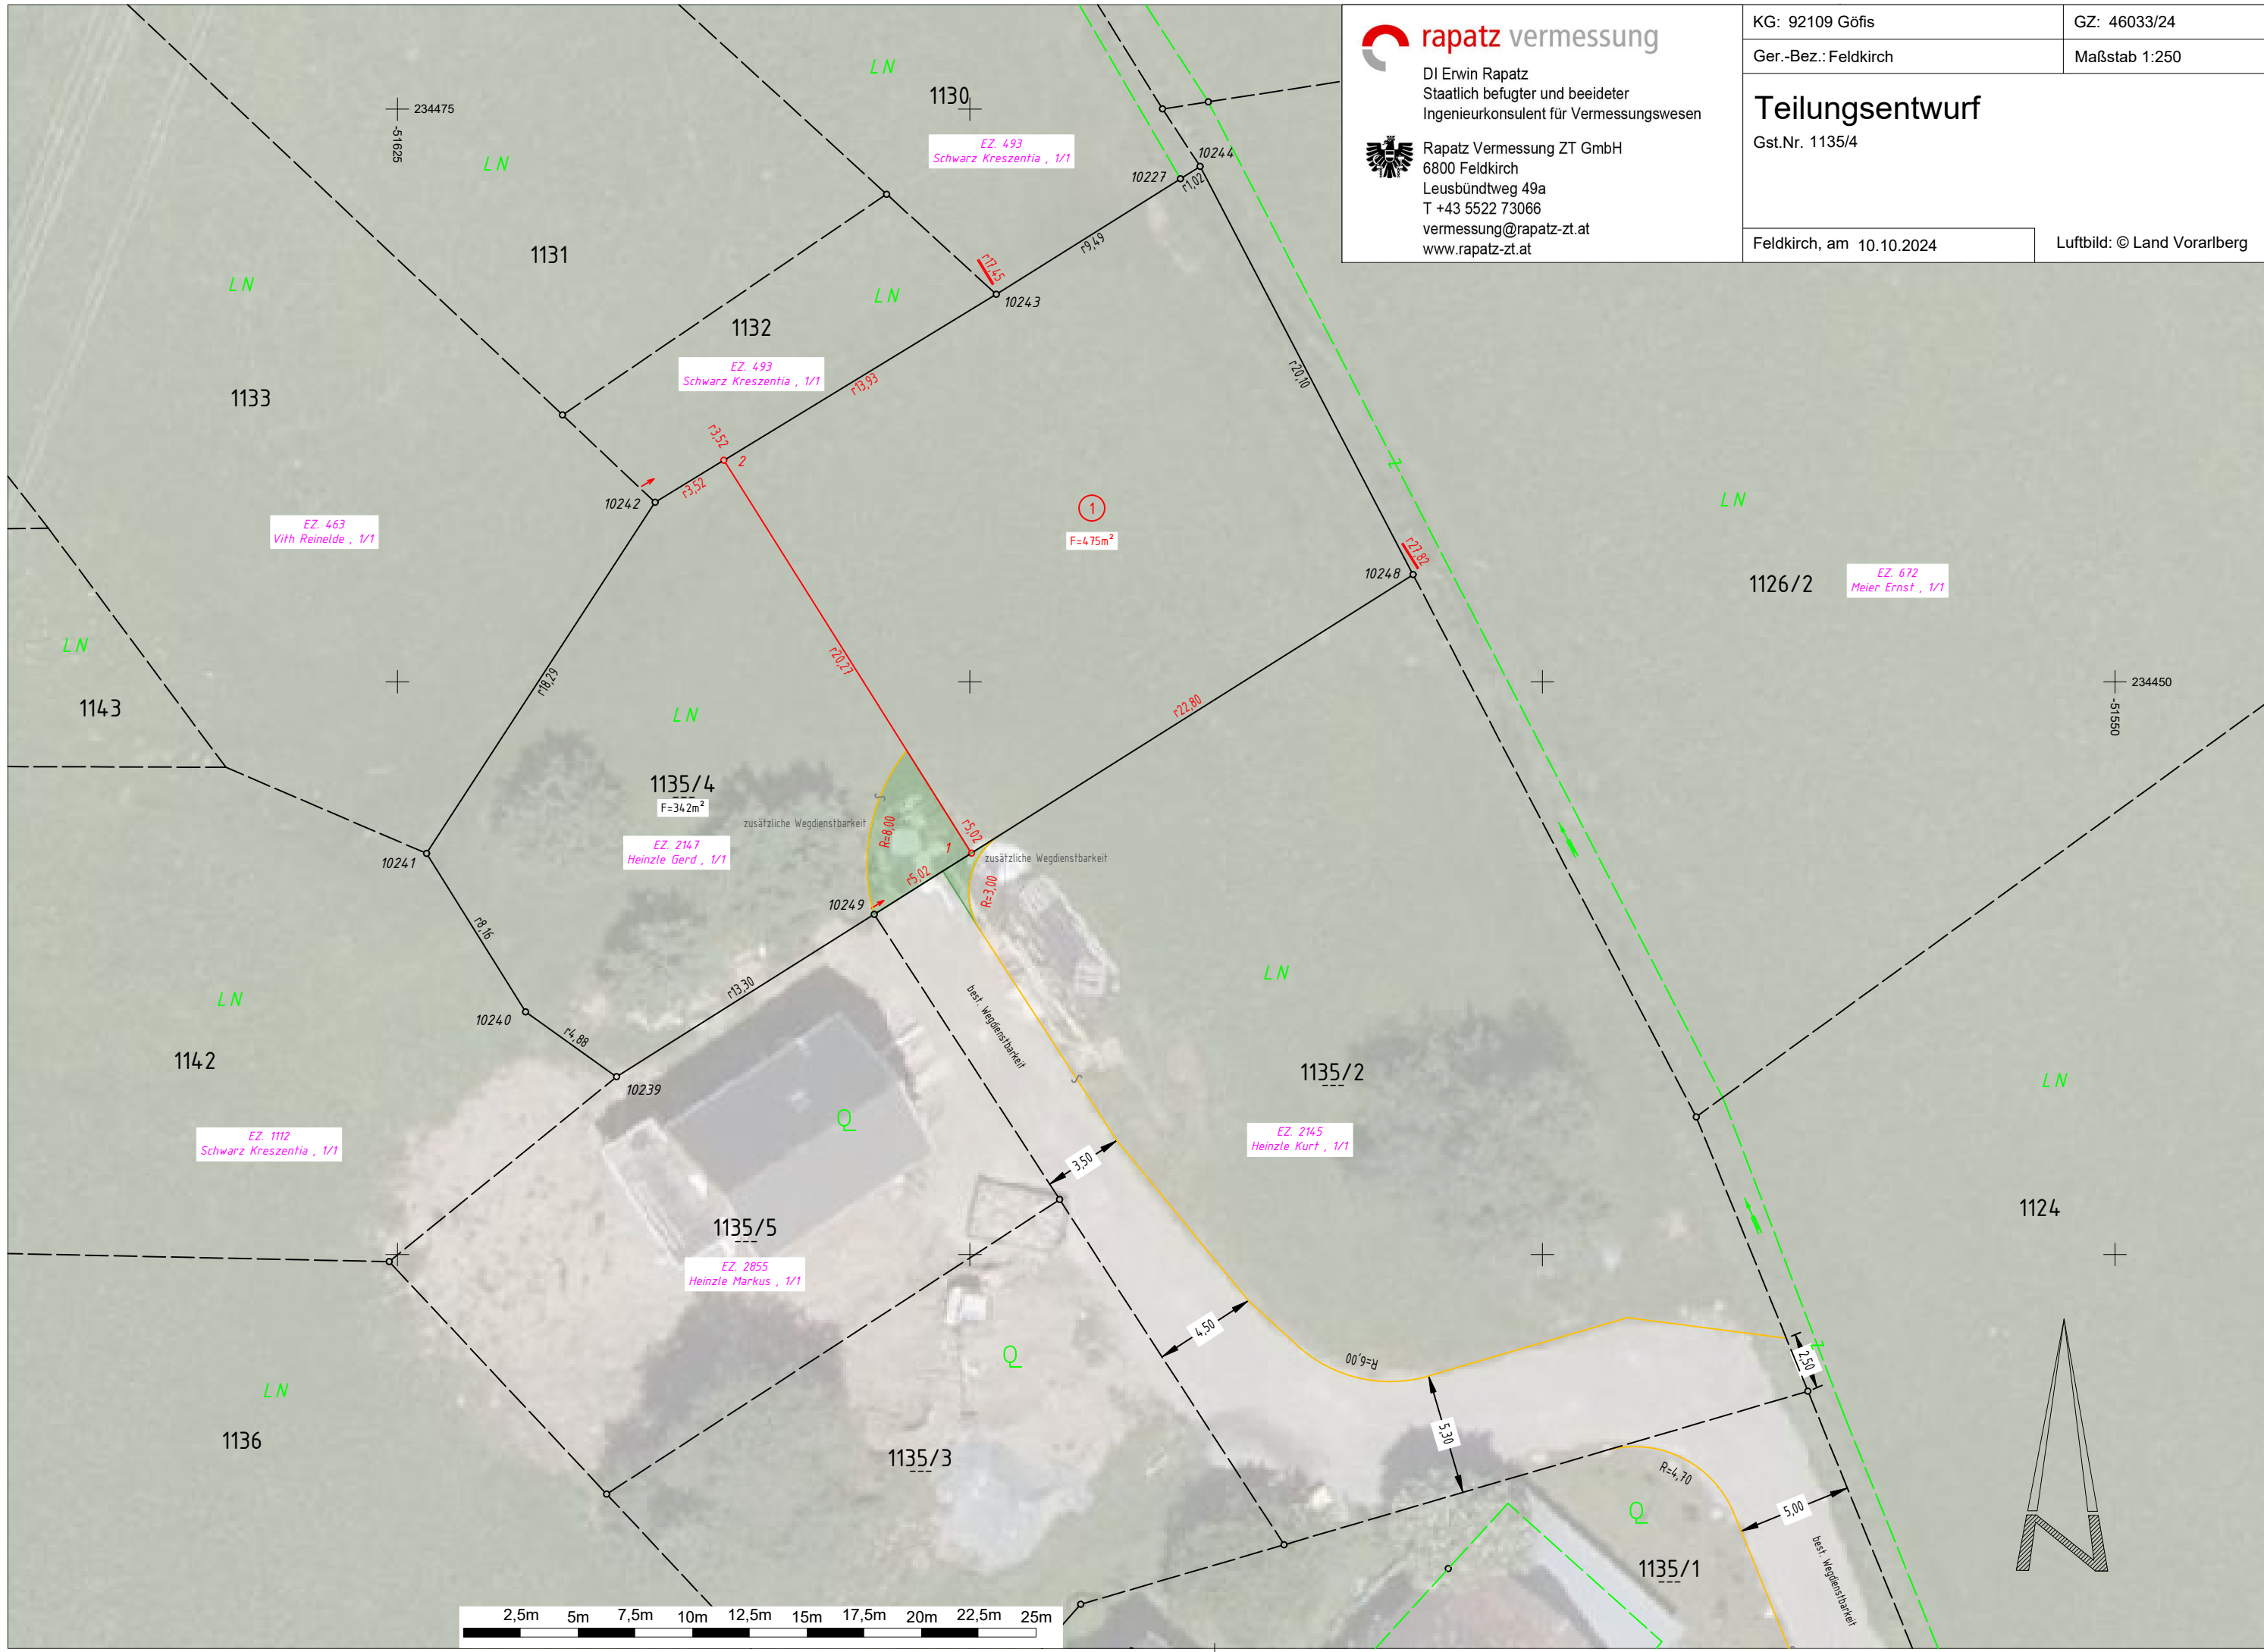 rapatz vermessung
DI Erwin Rapatz
Staatlich befugter und beeideter
Ingenieurkonsulent für Vermessungswesen
Rapatz Vermessung ZT GmbH
6800 Feldkirch
Leusbündtweg 49a
T +43 5522 73066
vermessung@rapatz-zt.at
www.rapatz-zt.at
KG: 92109 Göfis
GZ: 46033/24
Ger.-Bez.: Feldkirch
Maßstab 1:250
Teilungsentwurf
Gst.Nr. 1135/4
Feldkirch, am 10.10.2024
Luftbild: © Land Vorarlberg
LN
1130
234475
-51625
EZ. 493
Schwarz Kreszentia , 1/1
LN
10244
10227
r1,02
1131
r9,49
r17,45
LN
LN
10243
1132
EZ. 493
Schwarz Kreszentia , 1/1
r13,93
r20,10
1133
r3,52
2
10242
r3,52
1
F=475m²
LN
EZ. 463
Vith Reinelde , 1/1
r27,82
10248
1126/2
EZ. 672
Meier Ernst , 1/1
LN
r20,27
r18,29
234450
-51550
1143
LN
r22,80
1135/4
F=342m²
zusätzliche Wegdienstbarkeit
R=8,00
r5,02
1
EZ. 2147
Heinzle Gerd , 1/1
zusätzliche Wegdienstbarkeit
10241
r5,02
R=3,00
10249
r8,16
LN
r13,30
LN
best. Wegdienstbarkeit
10240
r4,88
1142
10239
1135/2
LN
Q
EZ. 1112
Schwarz Kreszentia , 1/1
EZ. 2145
Heinzle Kurt , 1/1
3,50
1124
1135/5
EZ. 2855
Heinzle Markus , 1/1
4,50
Q
R=6,00
2,50
LN
1136
5,30
1135/3
R=4,70
Q
5,00
1135/1
best. Wegdienstbarkeit
2,5m 5m 7,5m 10m 12,5m 15m 17,5m 20m 22,5m 25m
N